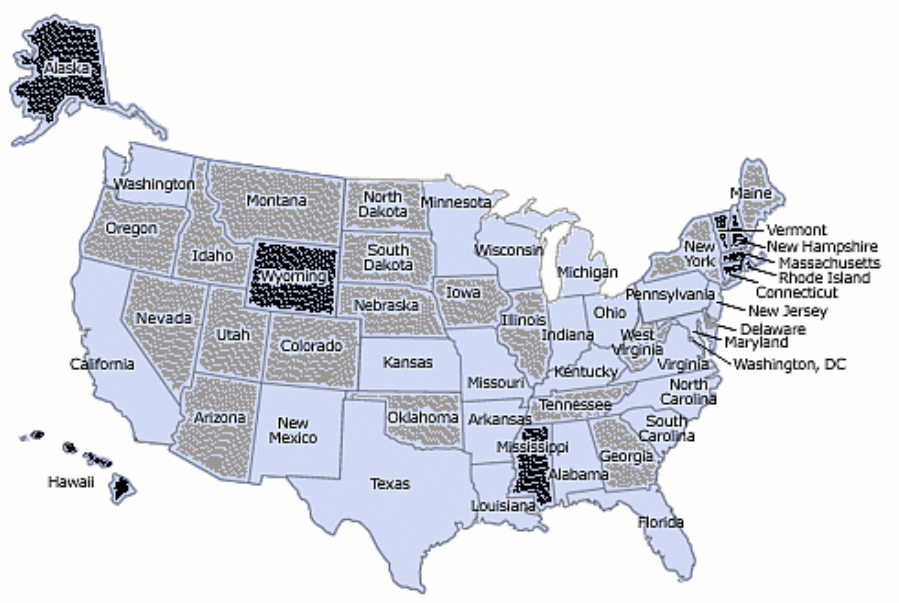 Alaska
Washington
Montana
North
Dakota
Minnesota
Maine
Oregon
Idaho
Wyoming
South
Dakota
Wisconsin
Michigan
New
York
Vermont
New Hampshire
Massachusetts
Rhode Island
Connecticut
Nevada
Utah
Colorado
Nebraska
Iowa
Illinois
Indiana
Ohio
Pennsylvania
New Jersey
Delaware
Maryland
Washington, DC
California
Kansas
Missouri
Kentucky
West
Virginia
Virginia
Arizona
New
Mexico
Oklahoma
Arkansas
Tennessee
North
Carolina
South
Carolina
Hawaii
Texas
Louisiana
Mississippi
Alabama
Georgia
Florida